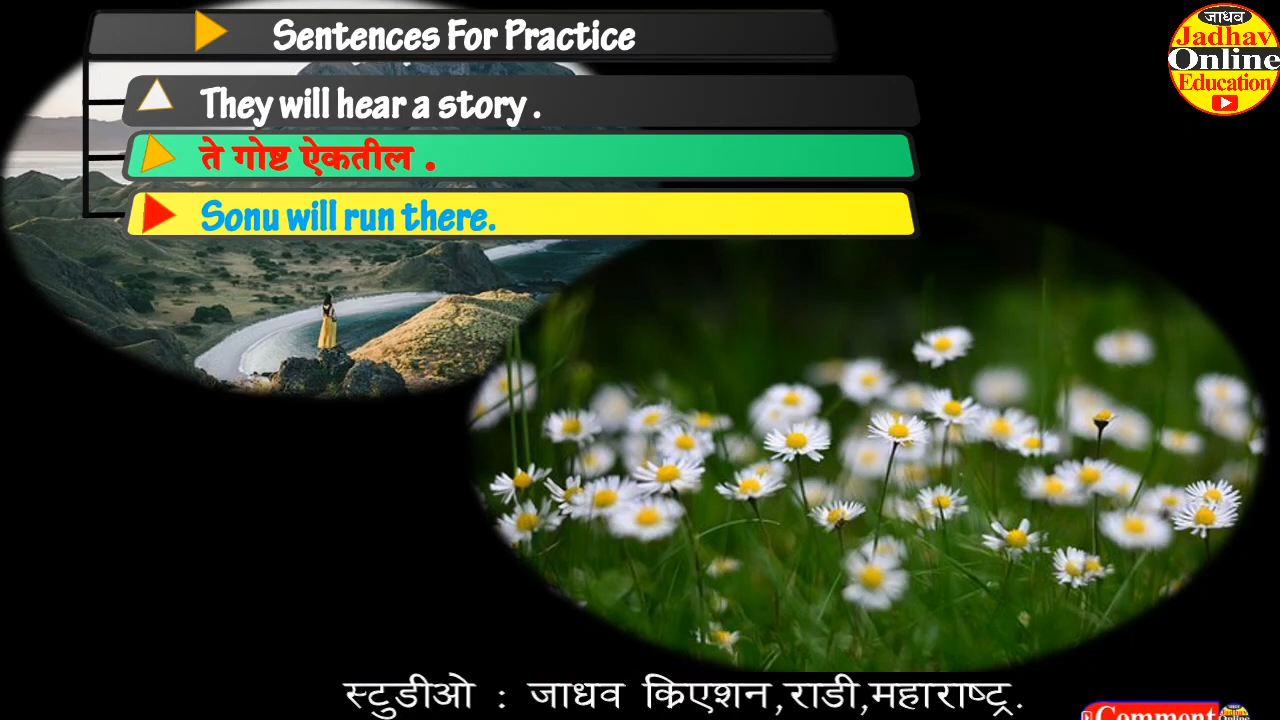 Sentences For Practice
They will hear a story .
ते गोष्ट ऐकतील .
Sonu will run there.
जाधव
Jadhav
Online
Education
स्टुडीओ : जाधव क्रिएशन,राडी,महाराष्ट्र.
Comment
Online